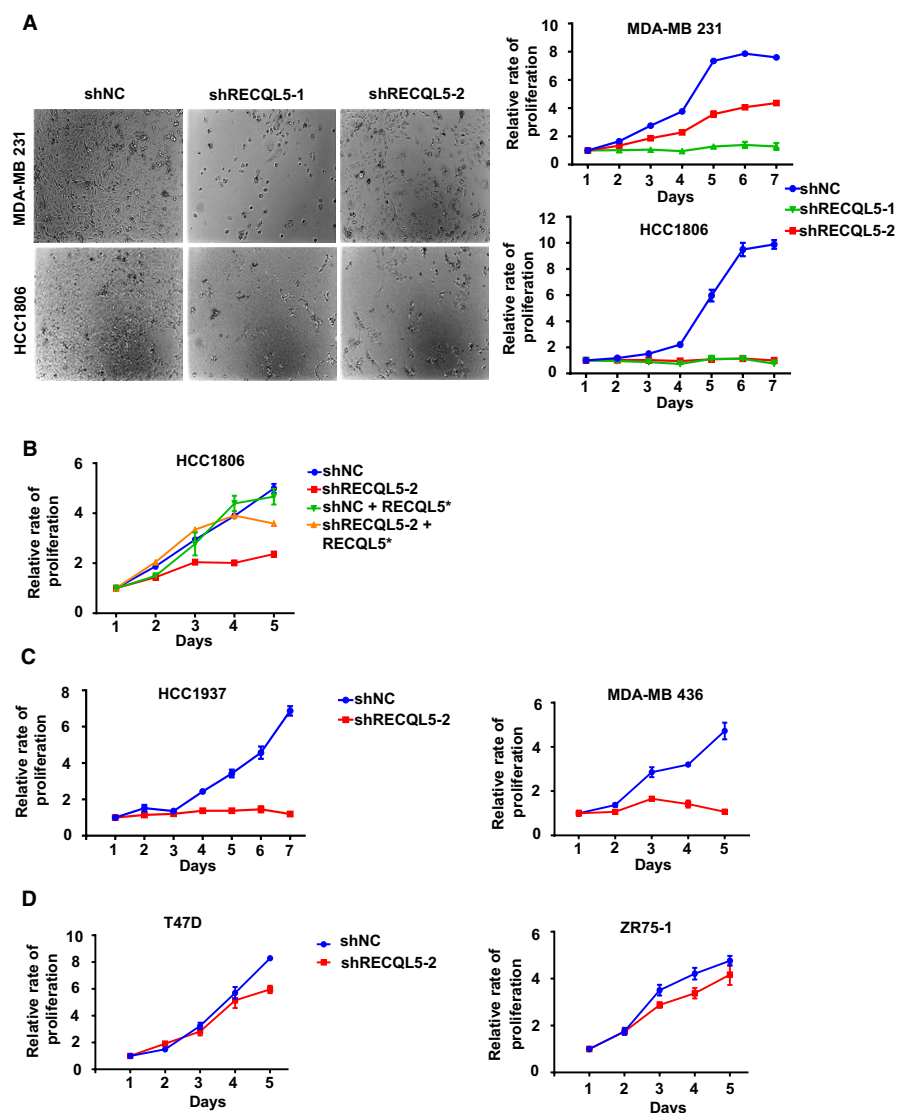 A
shNC
shRECQL5-1
shRECQL5-2
MDA-MB 231
HCC1806
MDA-MB 231
Relative rate of
proliferation
10
8
6
4
2
0
1 2 3 4 5 6 7
Days
shNC
shRECQL5-1
shRECQL5-2
HCC1806
Relative rate of
proliferation
12
10
8
6
4
2
0
1 2 3 4 5 6 7
Days
B
HCC1806
Relative rate of
proliferation
6
4
2
0
1 2 3 4 5
Days
shNC
shRECQL5-2
shNC + RECQL5*
shRECQL5-2 +
RECQL5*
C
HCC1937
Relative rate of
proliferation
8
6
4
2
0
1 2 3 4 5 6 7
Days
shNC
shRECQL5-2
MDA-MB 436
Relative rate of
proliferation
6
4
2
0
1 2 3 4 5
Days
D
T47D
Relative rate of
proliferation
10
8
6
4
2
0
1 2 3 4 5
Days
shNC
shRECQL5-2
ZR75-1
Relative rate of
proliferation
6
4
2
0
1 2 3 4 5
Days